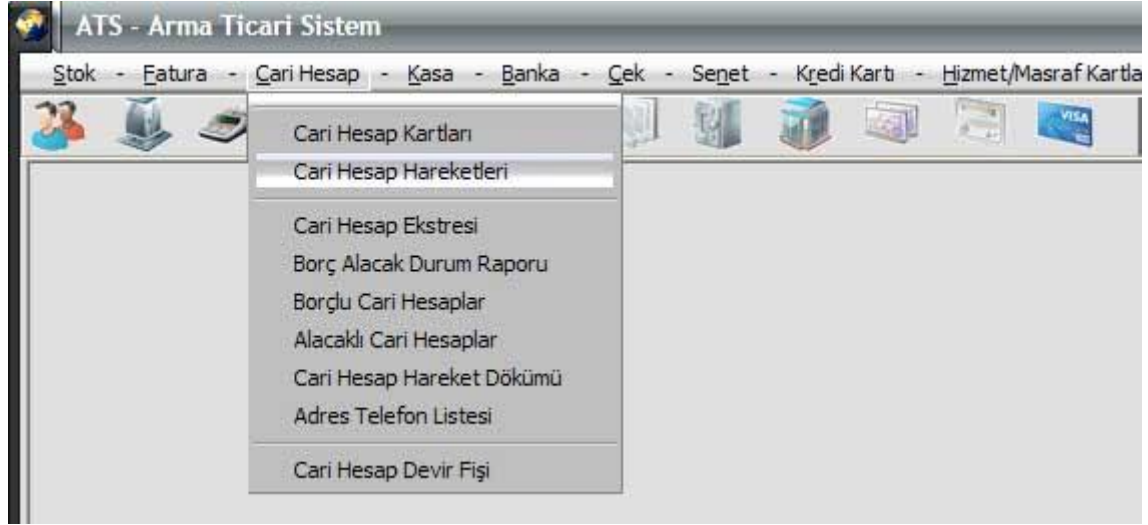 ATS - Arma Ticari Sistem
Stok - Fatura - Cari Hesap - Kasa - Banka - Çek - Senet - Kredi Kartı - Hizmet/Masraf Kartla
VISA
Cari Hesap Kartları
Cari Hesap Hareketleri
Cari Hesap Ekstresi
Borç Alacak Durum Raporu
Borçlu Cari Hesaplar
Alacaklı Cari Hesaplar
Cari Hesap Hareket Dökümü
Adres Telefon Listesi
Cari Hesap Devir Fişi